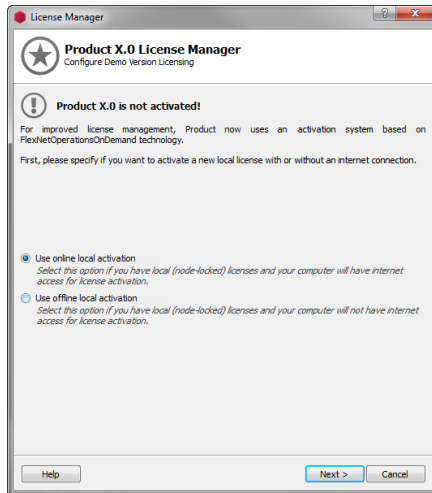 License Manager
Product X.0 License Manager
Configure Demo Version Licensing
Product X.0 is not activated!
For improved license management, Product now uses an activation system based on
FlexNetOperationsOnDemand technology.
First, please specify if you want to activate a new local license with or without an internet connection.
Use online local activation
Select this option if you have local (node-locked) licenses and your computer will have internet
access for license activation.
Use offline local activation
Select this option if you have local (node-locked) licenses and your computer will not have internet
access for license activation.
Help
Next >
Cancel